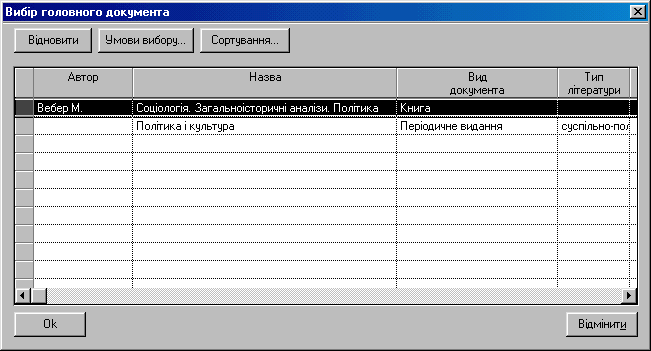 Вибір головного документа
Відновити Умови вибору... Сортування...
Автор Назва Вид документа Тип літератури
Вебер М. Соціологія. Загальноісторичні аналізи. Політика Книга
Політика і культура Періодичне видання суспільно-пол
Ok Відмінити